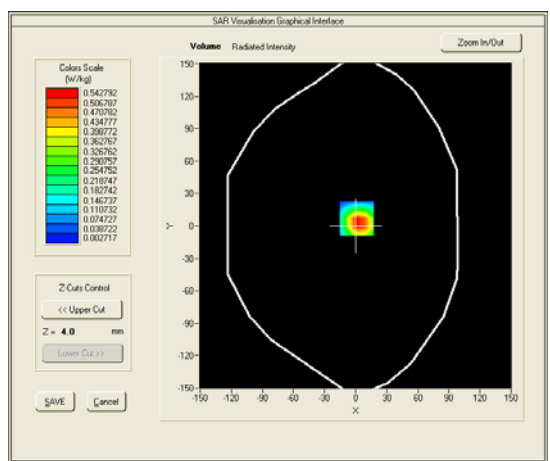 SAR Visualisation Graphical Interface
Volume Radiated Intensity
Zoom In/Out
Colors Scale
(W/kg)
0.542792
0.506787
0.470782
0.434777
0.398772
0.362767
0.326762
0.290757
0.254752
0.218747
0.182742
0.146737
0.110732
0.074727
0.038722
0.002717
Z-Cuts Control
<< Upper Cut
Z = 4.0 mm
Lower Cut >>
SAVE Cancel
150-
120-
90-
60-
30-
0-
-30-
-60-
-90-
-120-
-150-
Y
-150 -120 -90 -60 -30 0 30 60 90 120 150
X